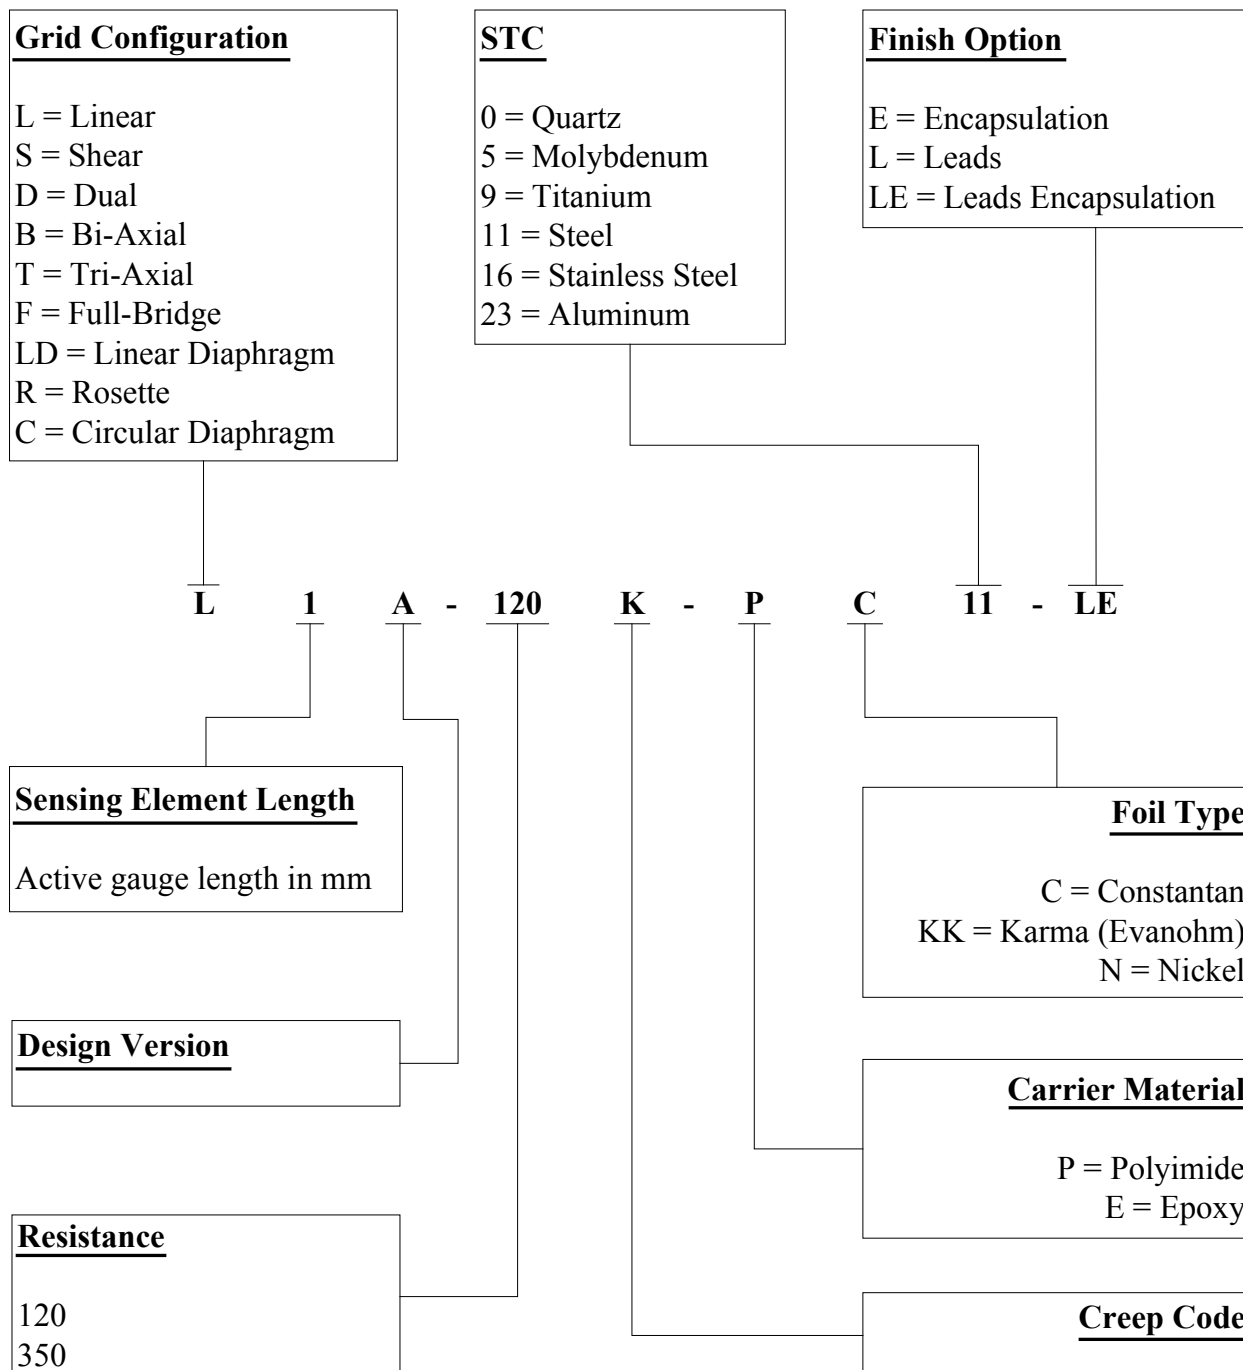 Grid Configuration
L = Linear
S = Shear
D = Dual
B = Bi-Axial
T = Tri-Axial
F = Full-Bridge
LD = Linear Diaphragm
R = Rosette
C = Circular Diaphragm
STC
0 = Quartz
5 = Molybdenum
9 = Titanium
11 = Steel
16 = Stainless Steel
23 = Aluminum
Finish Option
E = Encapsulation
L = Leads
LE = Leads Encapsulation
L 1 A - 120 K - P C 11 - LE
Sensing Element Length
Active gauge length in mm
Design Version
Resistance
120
350
Foil Type
C = Constantan
KK = Karma (Evanohm)
N = Nickel
Carrier Material
P = Polyimide
E = Epoxy
Creep Code